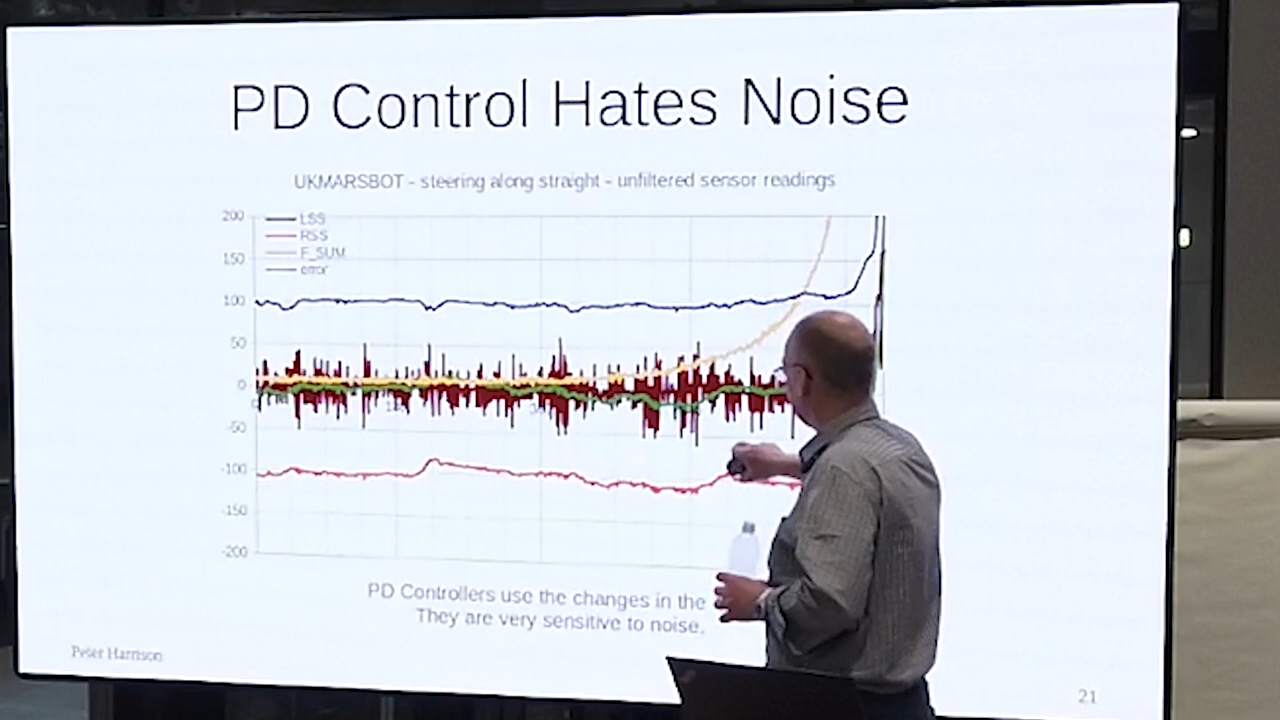 PD Control Hates Noise
UKMARSBOT - steering along straight - unfiltered sensor readings
200
LSS
RSS
F_SUM
error
150
100
50
0
-50
-100
-150
-200
PD Controllers use the changes in the
They are very sensitive to noise.
Peter Harrison
21